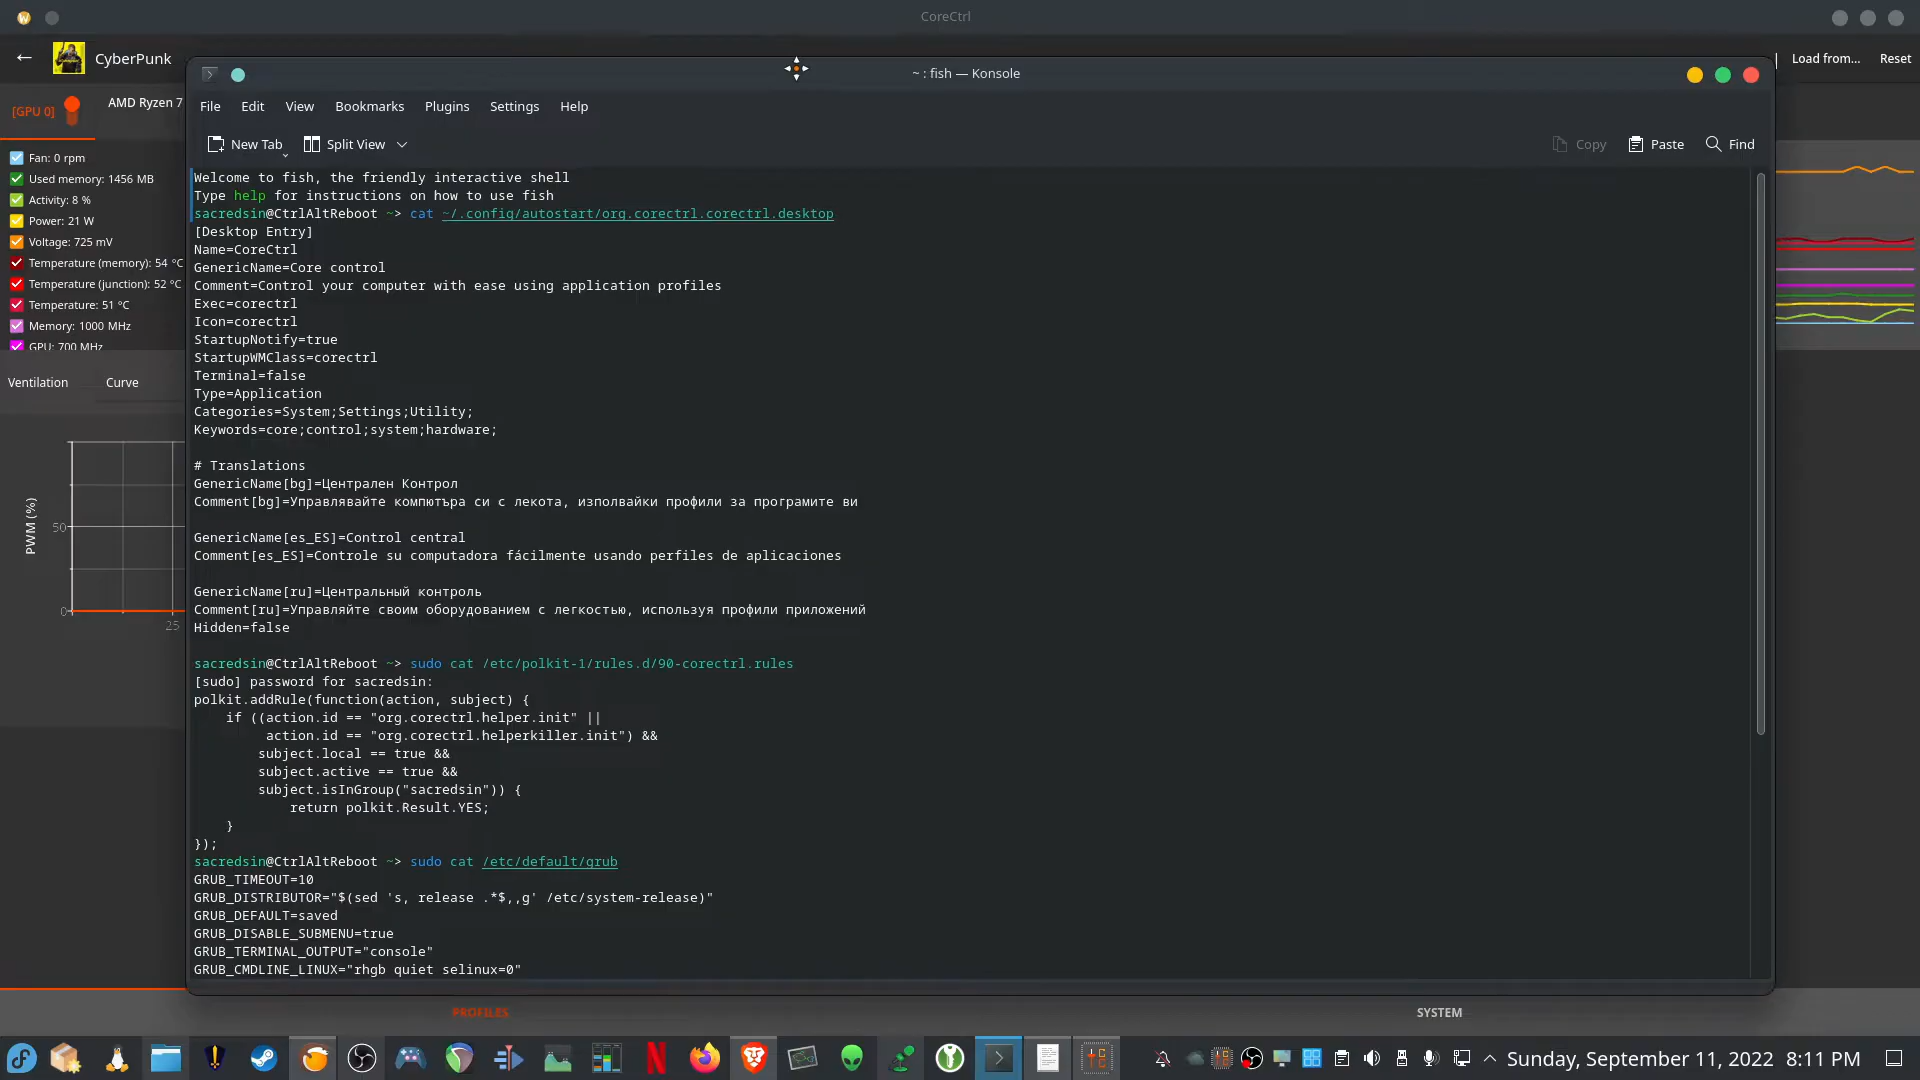 CoreCtrl
CyberPunk
Load from...
Reset
[GPU 0]
AMD Ryzen 7
Fan: 0 rpm
Used memory: 1456 MB
Activity: 8 %
Power: 21 W
Voltage: 725 mV
Temperature (memory): 54 °C
Temperature (junction): 52 °C
Temperature: 51 °C
Memory: 1000 MHz
GPU: 700 MHz
Ventilation
Curve
PWM (%)
50
0
25
~ : fish — Konsole
File Edit View Bookmarks Plugins Settings Help
New Tab Split View Copy Paste Find
Welcome to fish, the friendly interactive shell
Type help for instructions on how to use fish
sacredsin@CtrlAltReboot ~> cat ~/.config/autostart/org.corectrl.corectrl.desktop
[Desktop Entry]
Name=CoreCtrl
GenericName=Core control
Comment=Control your computer with ease using application profiles
Exec=corectrl
Icon=corectrl
StartupNotify=true
StartupWMClass=corectrl
Terminal=false
Type=Application
Categories=System;Settings;Utility;
Keywords=core;control;system;hardware;
# Translations
GenericName[bg]=Централен Контрол
Comment[bg]=Управлявайте компютъра си с лекота, изполвайки профили за програмите ви
GenericName[es_ES]=Control central
Comment[es_ES]=Controle su computadora fácilmente usando perfiles de aplicaciones
GenericName[ru]=Центральный контроль
Comment[ru]=Управляйте своим оборудованием с легкостью, используя профили приложений
Hidden=false
sacredsin@CtrlAltReboot ~> sudo cat /etc/polkit-1/rules.d/90-corectrl.rules
[sudo] password for sacredsin:
polkit.addRule(function(action, subject) {
    if ((action.id == "org.corectrl.helper.init" ||
         action.id == "org.corectrl.helperkiller.init") &&
        subject.local == true &&
        subject.active == true &&
        subject.isInGroup("sacredsin")) {
            return polkit.Result.YES;
    }
});
sacredsin@CtrlAltReboot ~> sudo cat /etc/default/grub
GRUB_TIMEOUT=10
GRUB_DISTRIBUTOR="$(sed 's, release .*$,,g' /etc/system-release)"
GRUB_DEFAULT=saved
GRUB_DISABLE_SUBMENU=true
GRUB_TERMINAL_OUTPUT="console"
GRUB_CMDLINE_LINUX="rhgb quiet selinux=0"
PROFILES
SYSTEM
Sunday, September 11, 2022 8:11 PM